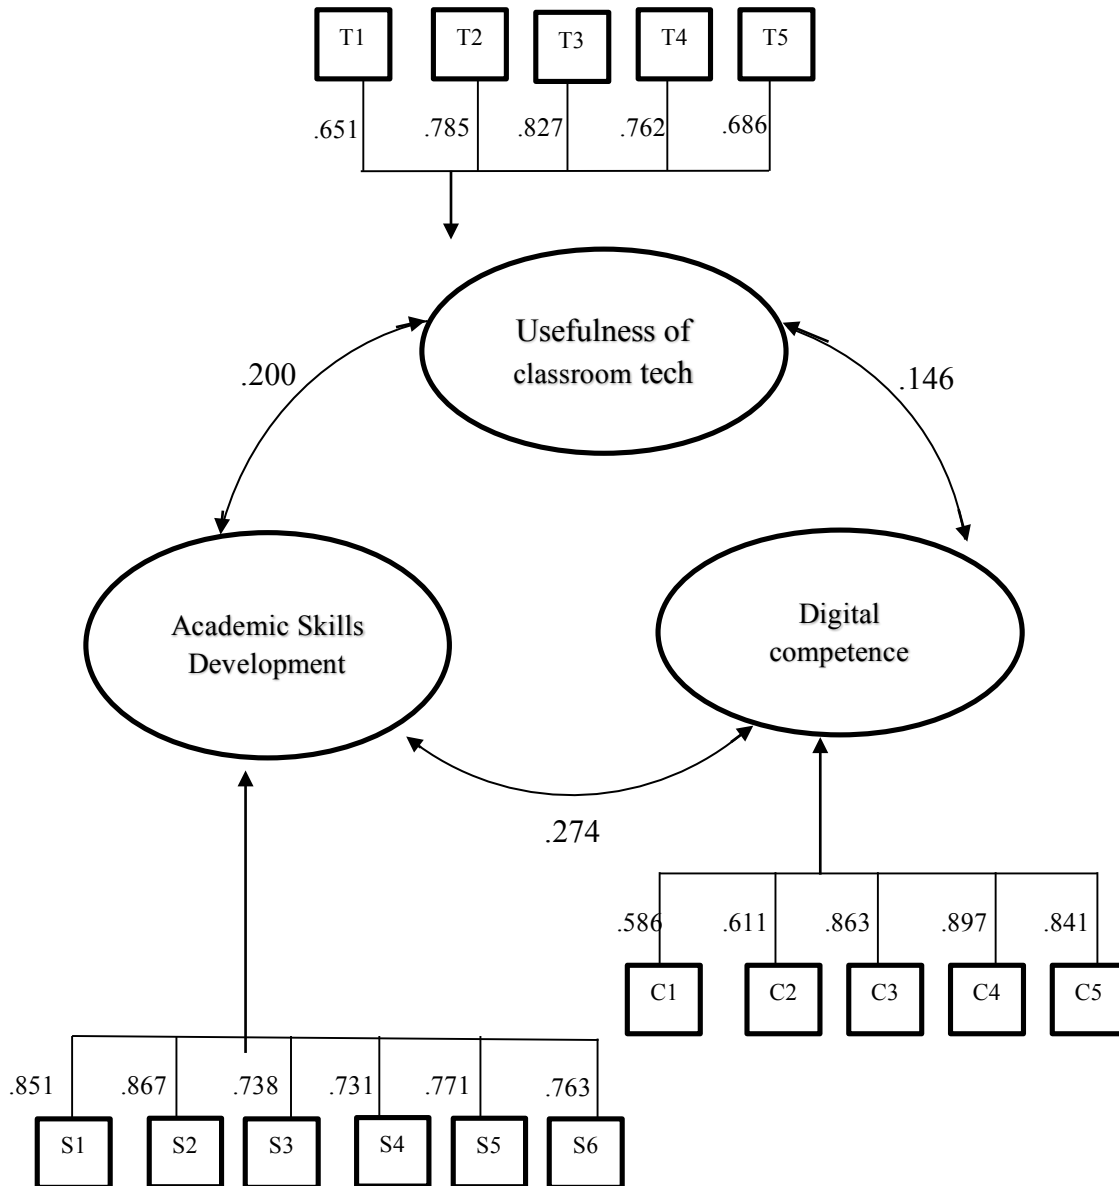 T1 T2 T3 T4 T5
.651 .785 .827 .762 .686
Usefulness of
classroom tech
.200
.146
Academic Skills
Development
Digital
competence
.274
.586 .611 .863 .897 .841
C1 C2 C3 C4 C5
.851 .867 .738 .731 .771 .763
S1 S2 S3 S4 S5 S6